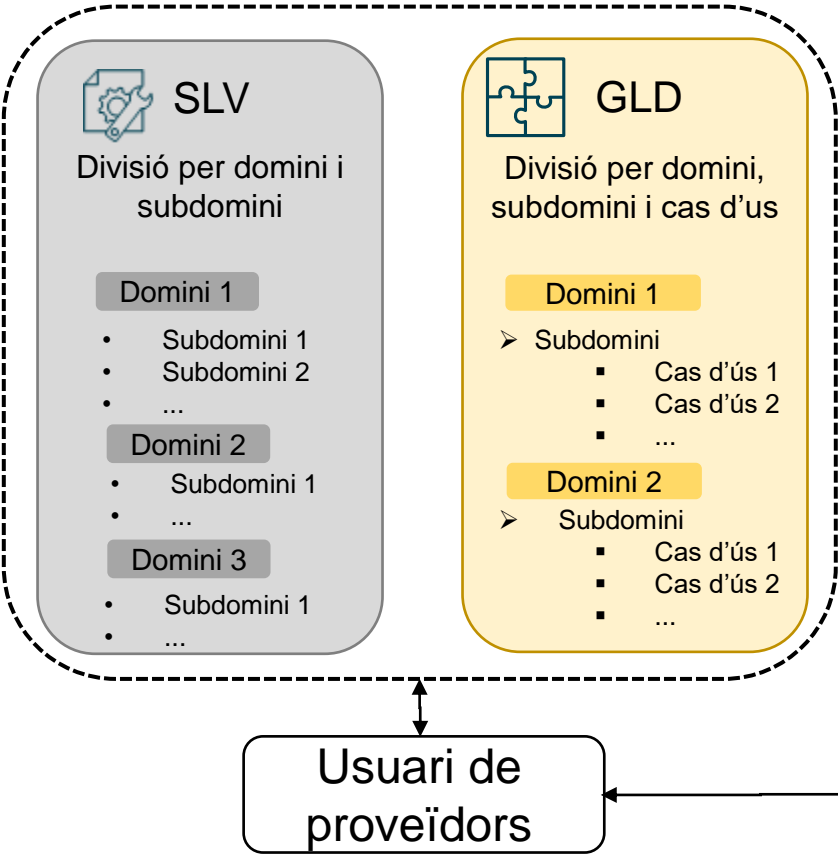 SLV
Divisió per domini i
subdomini
Domini 1
• Subdomini 1
• Subdomini 2
• ...
Domini 2
• Subdomini 1
• ...
Domini 3
• Subdomini 1
• ...
GLD
Divisió per domini,
subdomini i cas d'us
Domini 1
➢ Subdomini
▪ Cas d'ús 1
▪ Cas d'ús 2
▪ ...
Domini 2
➢ Subdomini
▪ Cas d'ús 1
▪ Cas d'ús 2
▪ ...
Usuari de
proveïdors